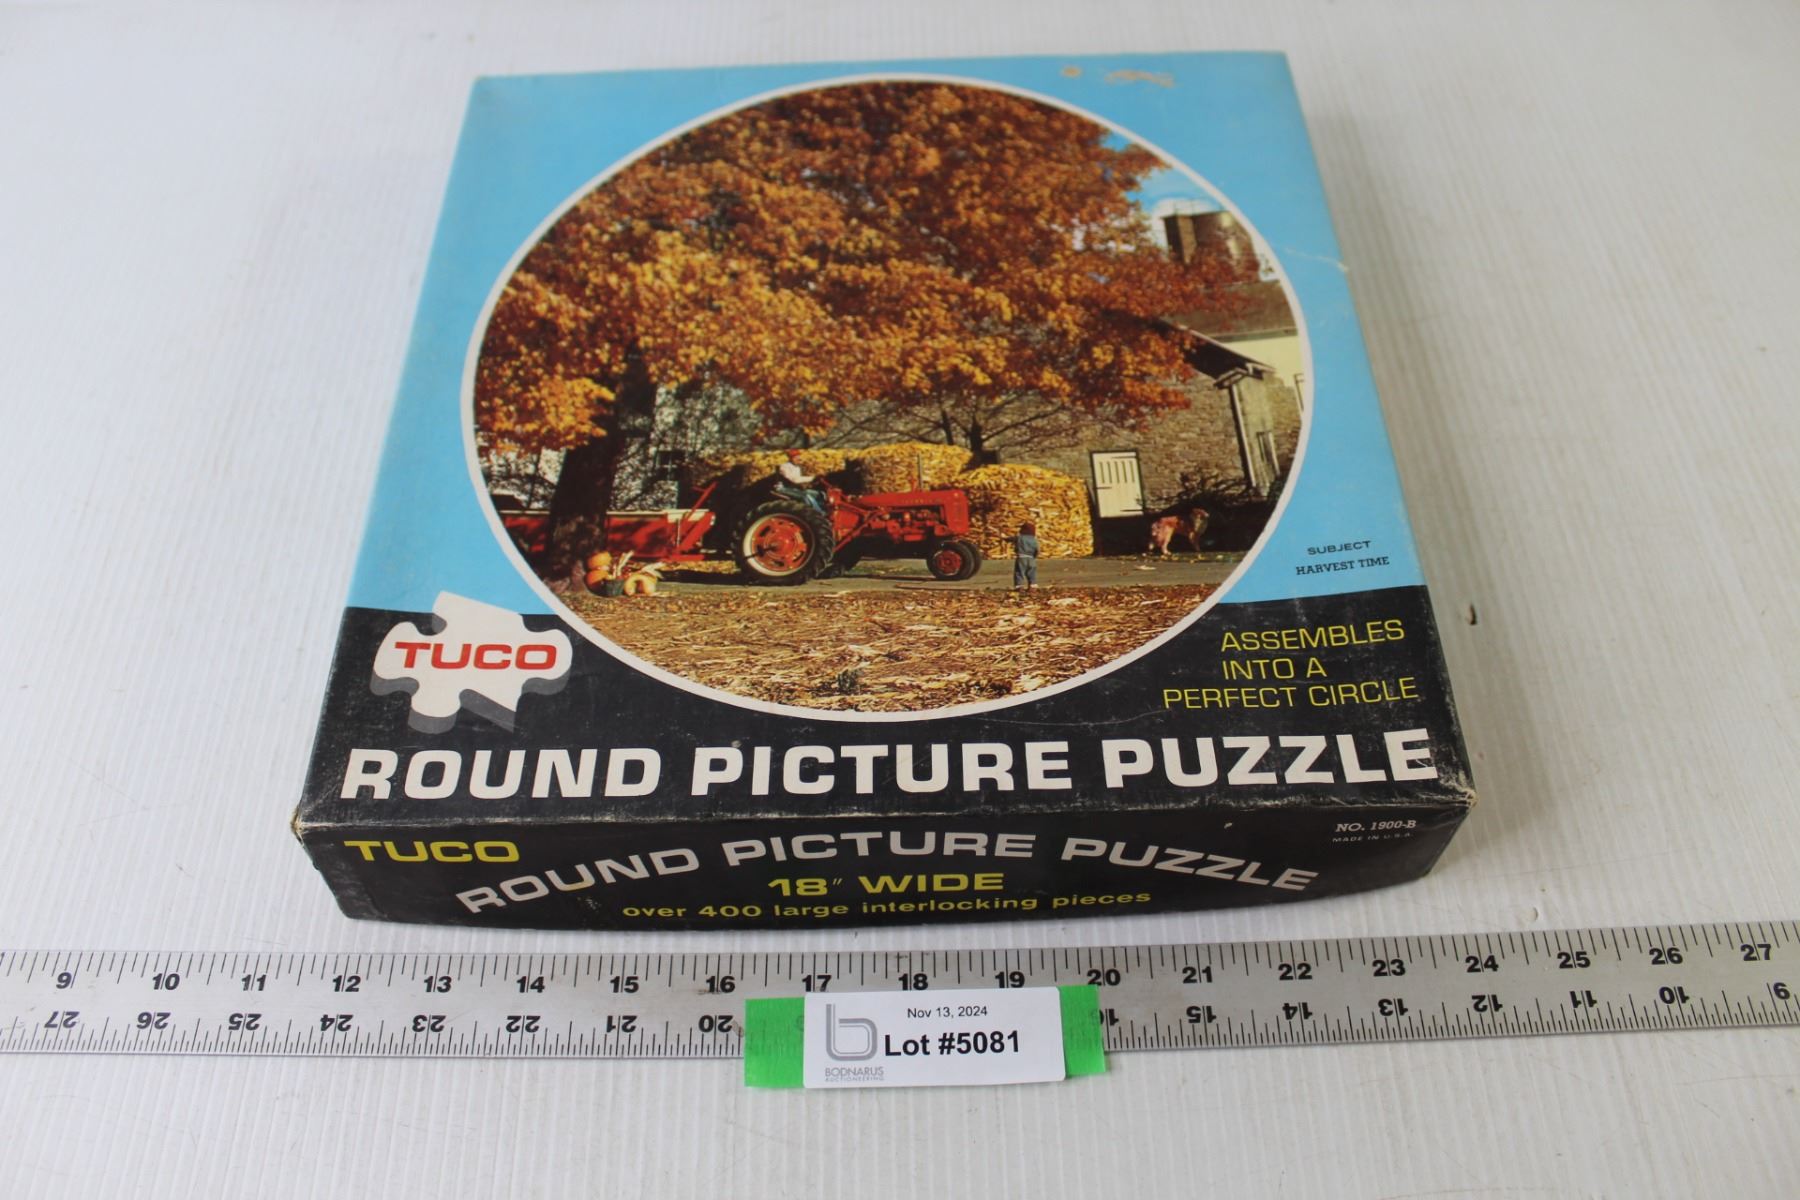 SUBJECT
HARVEST TIME
TUCO
ASSEMBLES
INTO A
PERFECT CIRCLE
ROUND PICTURE PUZZLE
TUCO
ROUND PICTURE PUZZLE
NO. 1900-B
MADE IN U.S.A.
18" WIDE
over 400 large interlocking pieces
9 10 11 12 13 14 15 16 17 18 19 20 21 22 23 24 25 26 27
27 26 25 24 23 22 21 20 16 15 14 13 12 11 10 9
Nov 13, 2024
Lot #5081
BODNARUS
AUCTIONEERING